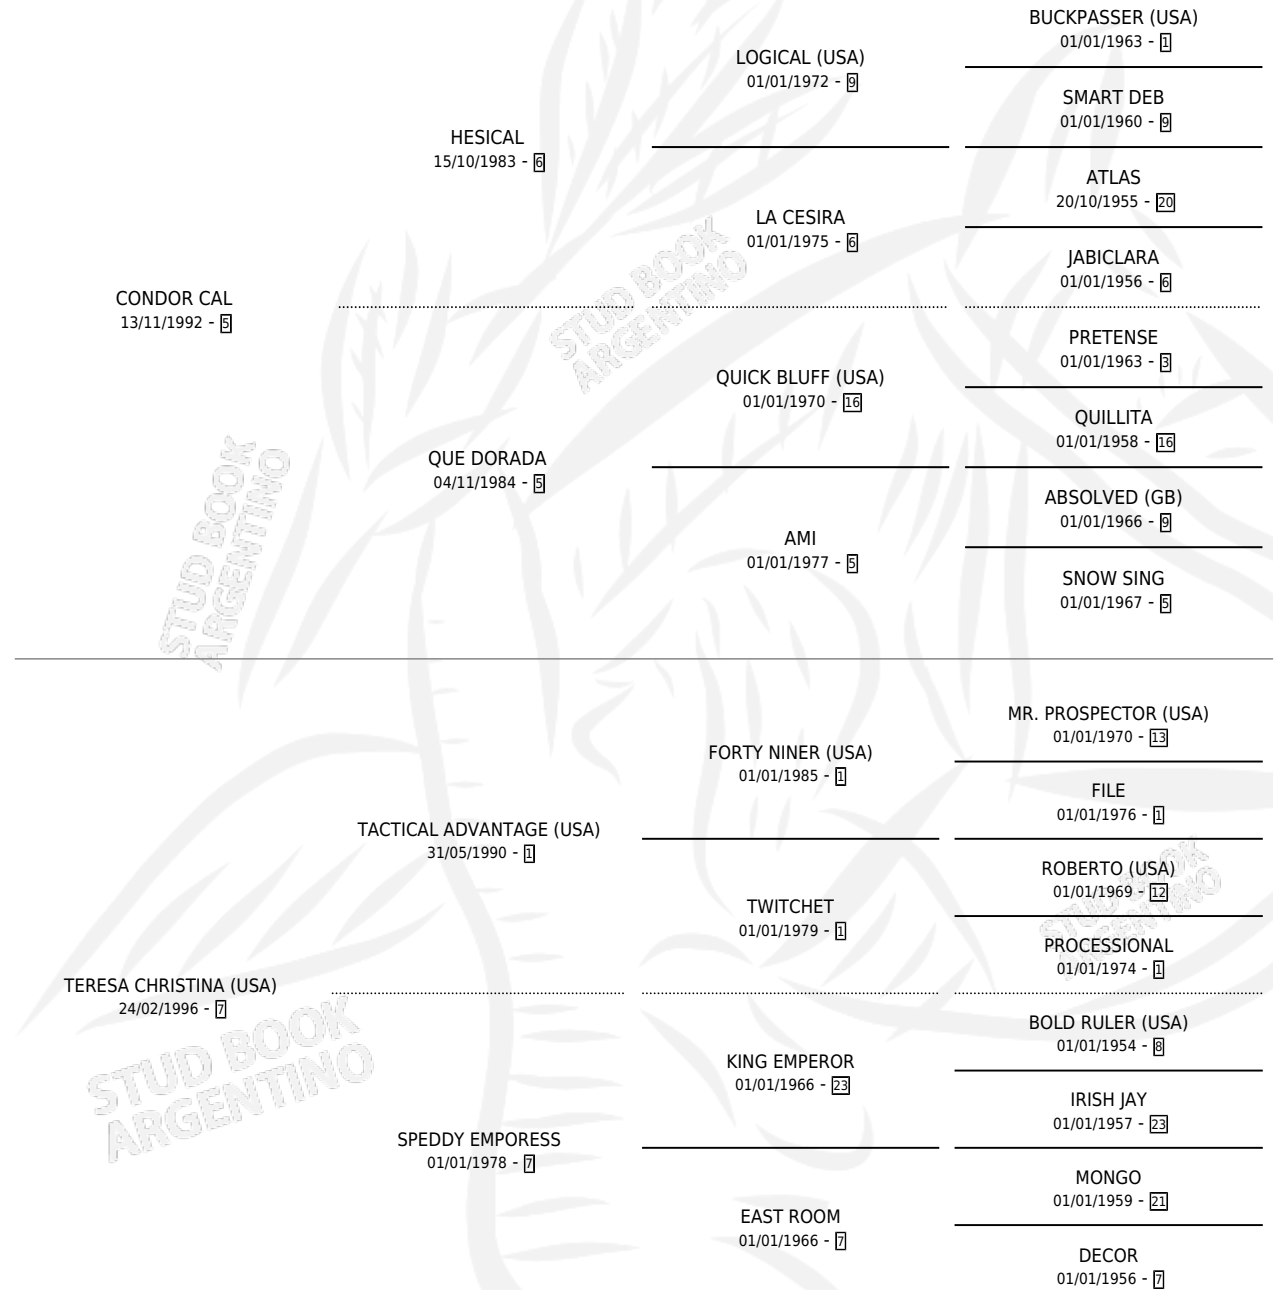 BUCKPASSER (USA)
01/01/1963 - 1
LOGICAL (USA)
01/01/1972 - 9
SMART DEB
01/01/1960 - 9
HESICAL
15/10/1983 - 6
ATLAS
20/10/1955 - 20
LA CESIRA
01/01/1975 - 6
JABICLARA
01/01/1956 - 6
CONDOR CAL
13/11/1992 - 5
PRETENSE
01/01/1963 - 3
QUICK BLUFF (USA)
01/01/1970 - 16
QUILLITA
01/01/1958 - 16
QUE DORADA
04/11/1984 - 5
ABSOLVED (GB)
01/01/1966 - 9
AMI
01/01/1977 - 5
SNOW SING
01/01/1967 - 5
STUD BOOK
ARGENTINO
STUD BOOK
ARGENTINO
MR. PROSPECTOR (USA)
01/01/1970 - 13
FORTY NINER (USA)
01/01/1985 - 1
FILE
01/01/1976 - 1
TACTICAL ADVANTAGE (USA)
31/05/1990 - 1
ROBERTO (USA)
01/01/1969 - 12
TWITCHET
01/01/1979 - 1
PROCESSIONAL
01/01/1974 - 1
TERESA CHRISTINA (USA)
24/02/1996 - 7
BOLD RULER (USA)
01/01/1954 - 8
KING EMPEROR
01/01/1966 - 23
IRISH JAY
01/01/1957 - 23
SPEDDY EMPORESS
01/01/1978 - 7
MONGO
01/01/1959 - 21
EAST ROOM
01/01/1966 - 7
DECOR
01/01/1956 - 7
STUD BOOK
ARGENTINO
STUD BOOK
ARGENTINO